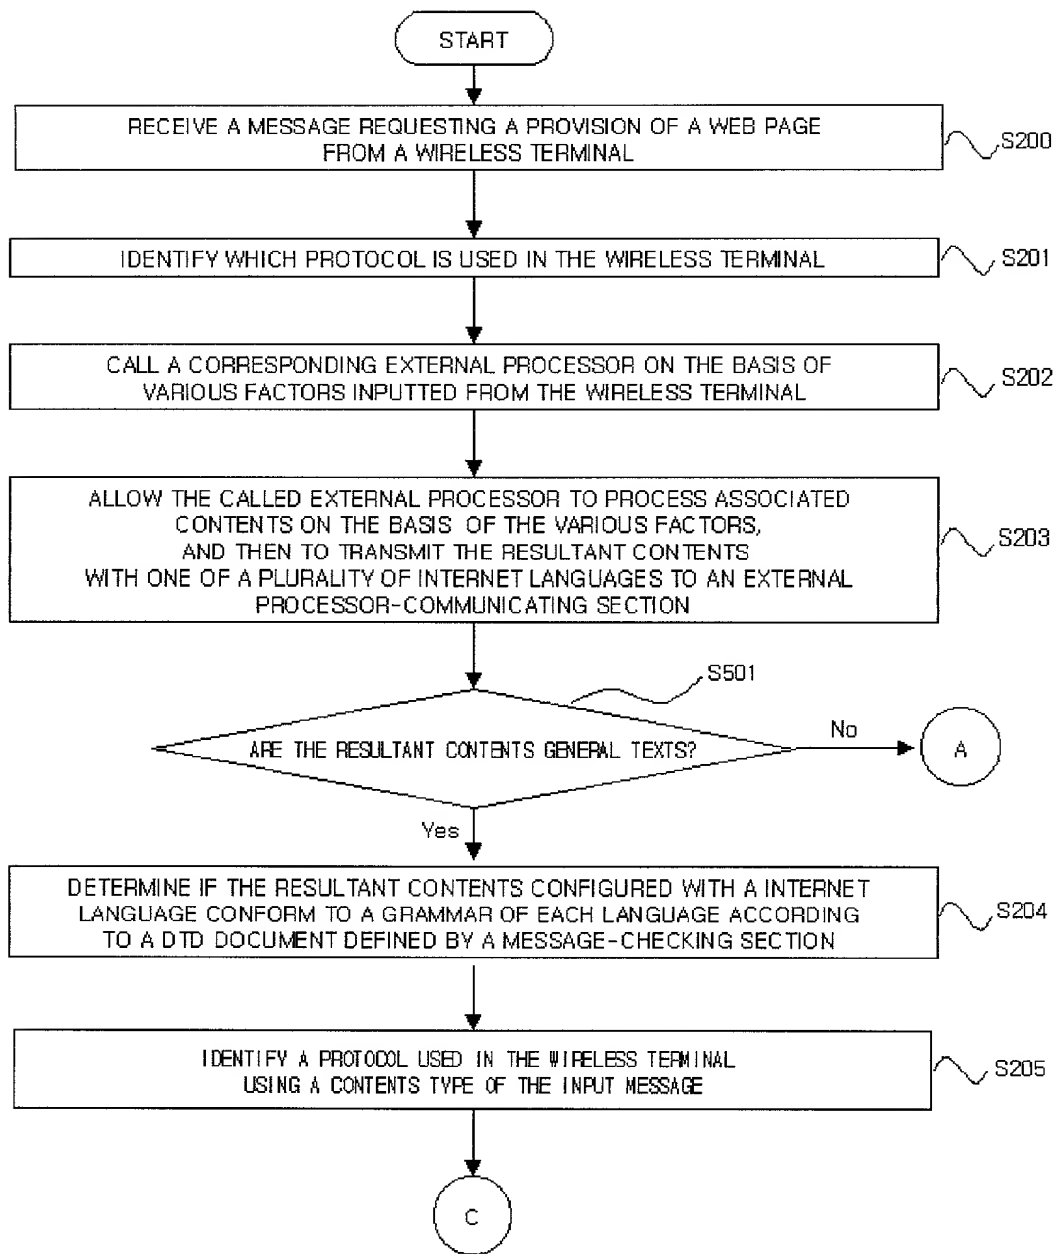 START
RECEIVE A MESSAGE REQUESTING A PROVISION OF A WEB PAGE
FROM A WIRELESS TERMINAL
S200
IDENTIFY WHICH PROTOCOL IS USED IN THE WIRELESS TERMINAL
S201
CALL A CORRESPONDING EXTERNAL PROCESSOR ON THE BASIS OF
VARIOUS FACTORS INPUTTED FROM THE WIRELESS TERMINAL
S202
ALLOW THE CALLED EXTERNAL PROCESSOR TO PROCESS ASSOCIATED
CONTENTS ON THE BASIS OF THE VARIOUS FACTORS,
AND THEN TO TRANSMIT THE RESULTANT CONTENTS
WITH ONE OF A PLURALITY OF INTERNET LANGUAGES TO AN EXTERNAL
PROCESSOR-COMMUNICATING SECTION
S203
S501
ARE THE RESULTANT CONTENTS GENERAL TEXTS?
No
A
Yes
DETERMINE IF THE RESULTANT CONTENTS CONFIGURED WITH A INTERNET
LANGUAGE CONFORM TO A GRAMMAR OF EACH LANGUAGE ACCORDING
TO A DTD DOCUMENT DEFINED BY A MESSAGE-CHECKING SECTION
S204
IDENTIFY A PROTOCOL USED IN THE WIRELESS TERMINAL
USING A CONTENTS TYPE OF THE INPUT MESSAGE
S205
C